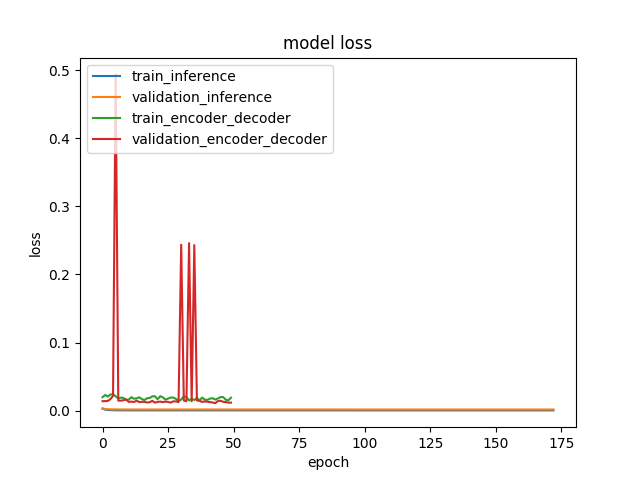 model loss
train_inference
validation_inference
train_encoder_decoder
validation_encoder_decoder
loss
0.5
0.4
0.3
0.2
0.1
0.0
0 25 50 75 100 125 150 175
epoch